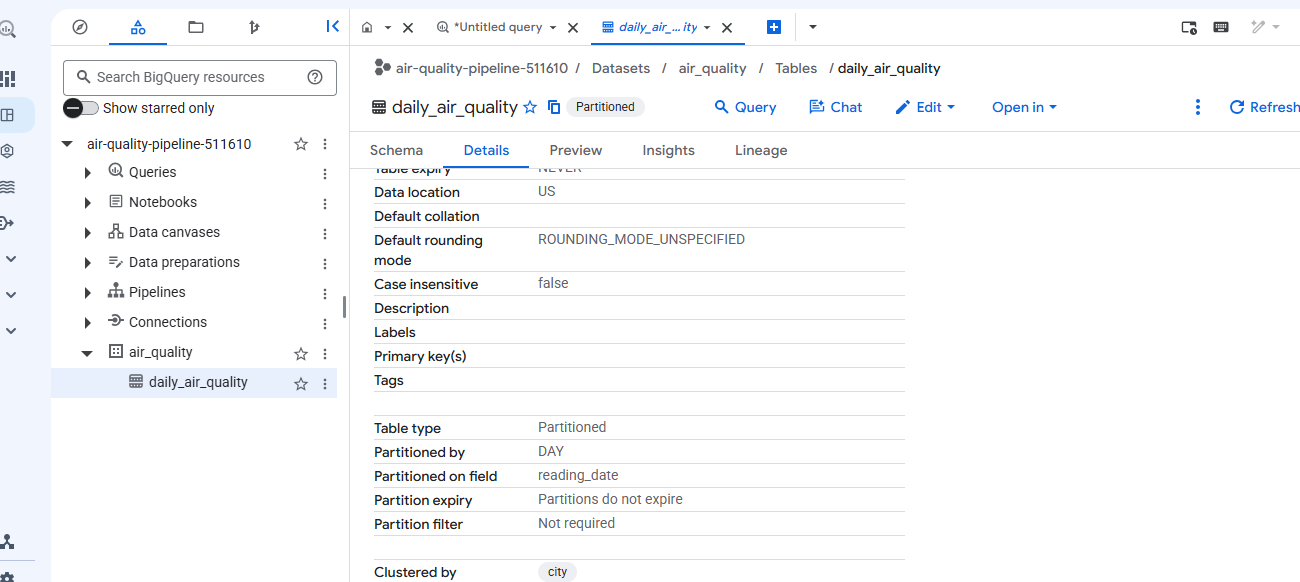 *Untitled query
daily_air_...ity
Search BigQuery resources
Show starred only
air-quality-pipeline-511610
Queries
Notebooks
Data canvases
Data preparations
Pipelines
Connections
air_quality
daily_air_quality
air-quality-pipeline-511610 / Datasets / air_quality / Tables / daily_air_quality
daily_air_quality Partitioned Query Chat Edit Open in Refresh
Schema Details Preview Insights Lineage
Table expiry NEVER
Data location US
Default collation
Default rounding mode ROUNDING_MODE_UNSPECIFIED
Case insensitive false
Description
Labels
Primary key(s)
Tags
Table type Partitioned
Partitioned by DAY
Partitioned on field reading_date
Partition expiry Partitions do not expire
Partition filter Not required
Clustered by city